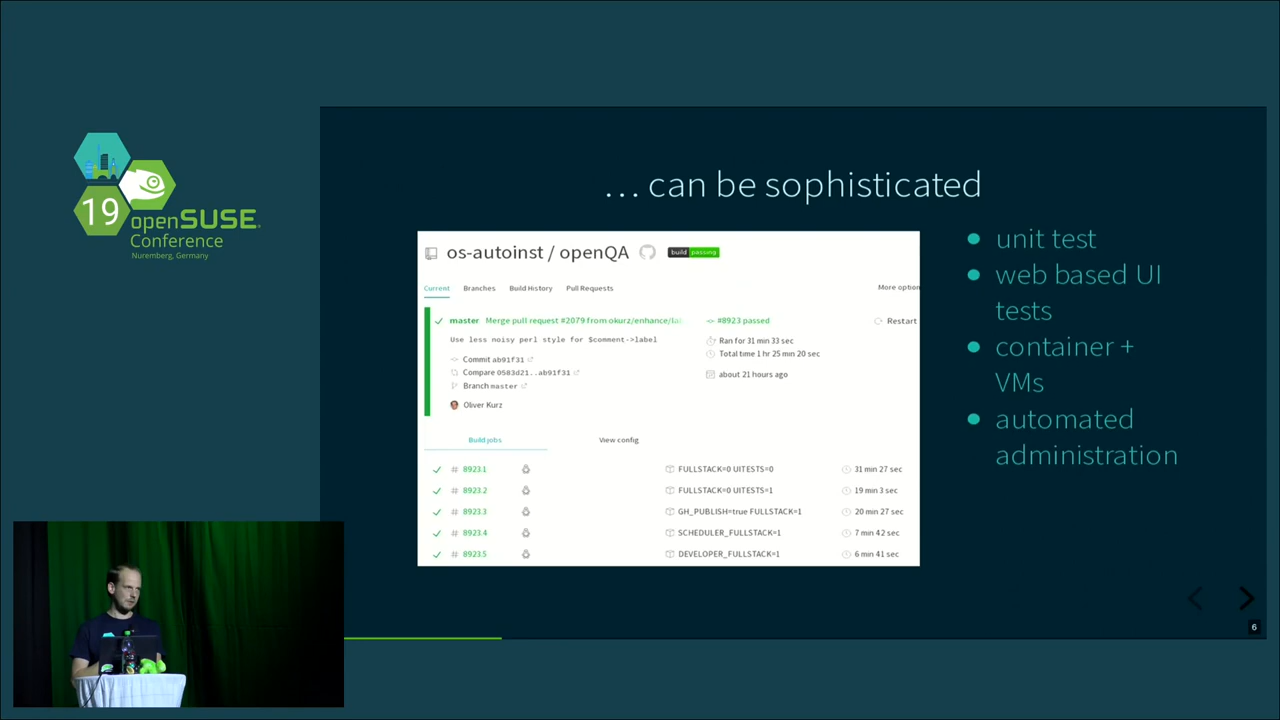 19
openSUSE
Conference
Nuremberg, Germany
… can be sophisticated
os-autoinst / openQA
build passing
Current Branches Build History Pull Requests
More option
master Merge pull request #2079 from okurz/enhance/la
#8923 passed
Restart
Use less noisy perl style for $comment->label
Ran for 31 min 33 sec
Total time 1 hr 25 min 20 sec
Commit ab91f31
Compare 0583d21..ab91f31
about 21 hours ago
Branch master
Oliver Kurz
Build jobs View config
# 8923.1 FULLSTACK=0 UITESTS=0 31 min 27 sec
# 8923.2 FULLSTACK=0 UITESTS=1 19 min 3 sec
# 8923.3 GH_PUBLISH=true FULLSTACK=1 20 min 27 sec
# 8923.4 SCHEDULER_FULLSTACK=1 7 min 42 sec
# 8923.5 DEVELOPER_FULLSTACK=1 6 min 41 sec
• unit test
• web based UI
tests
• container +
VMs
• automated
administration
6